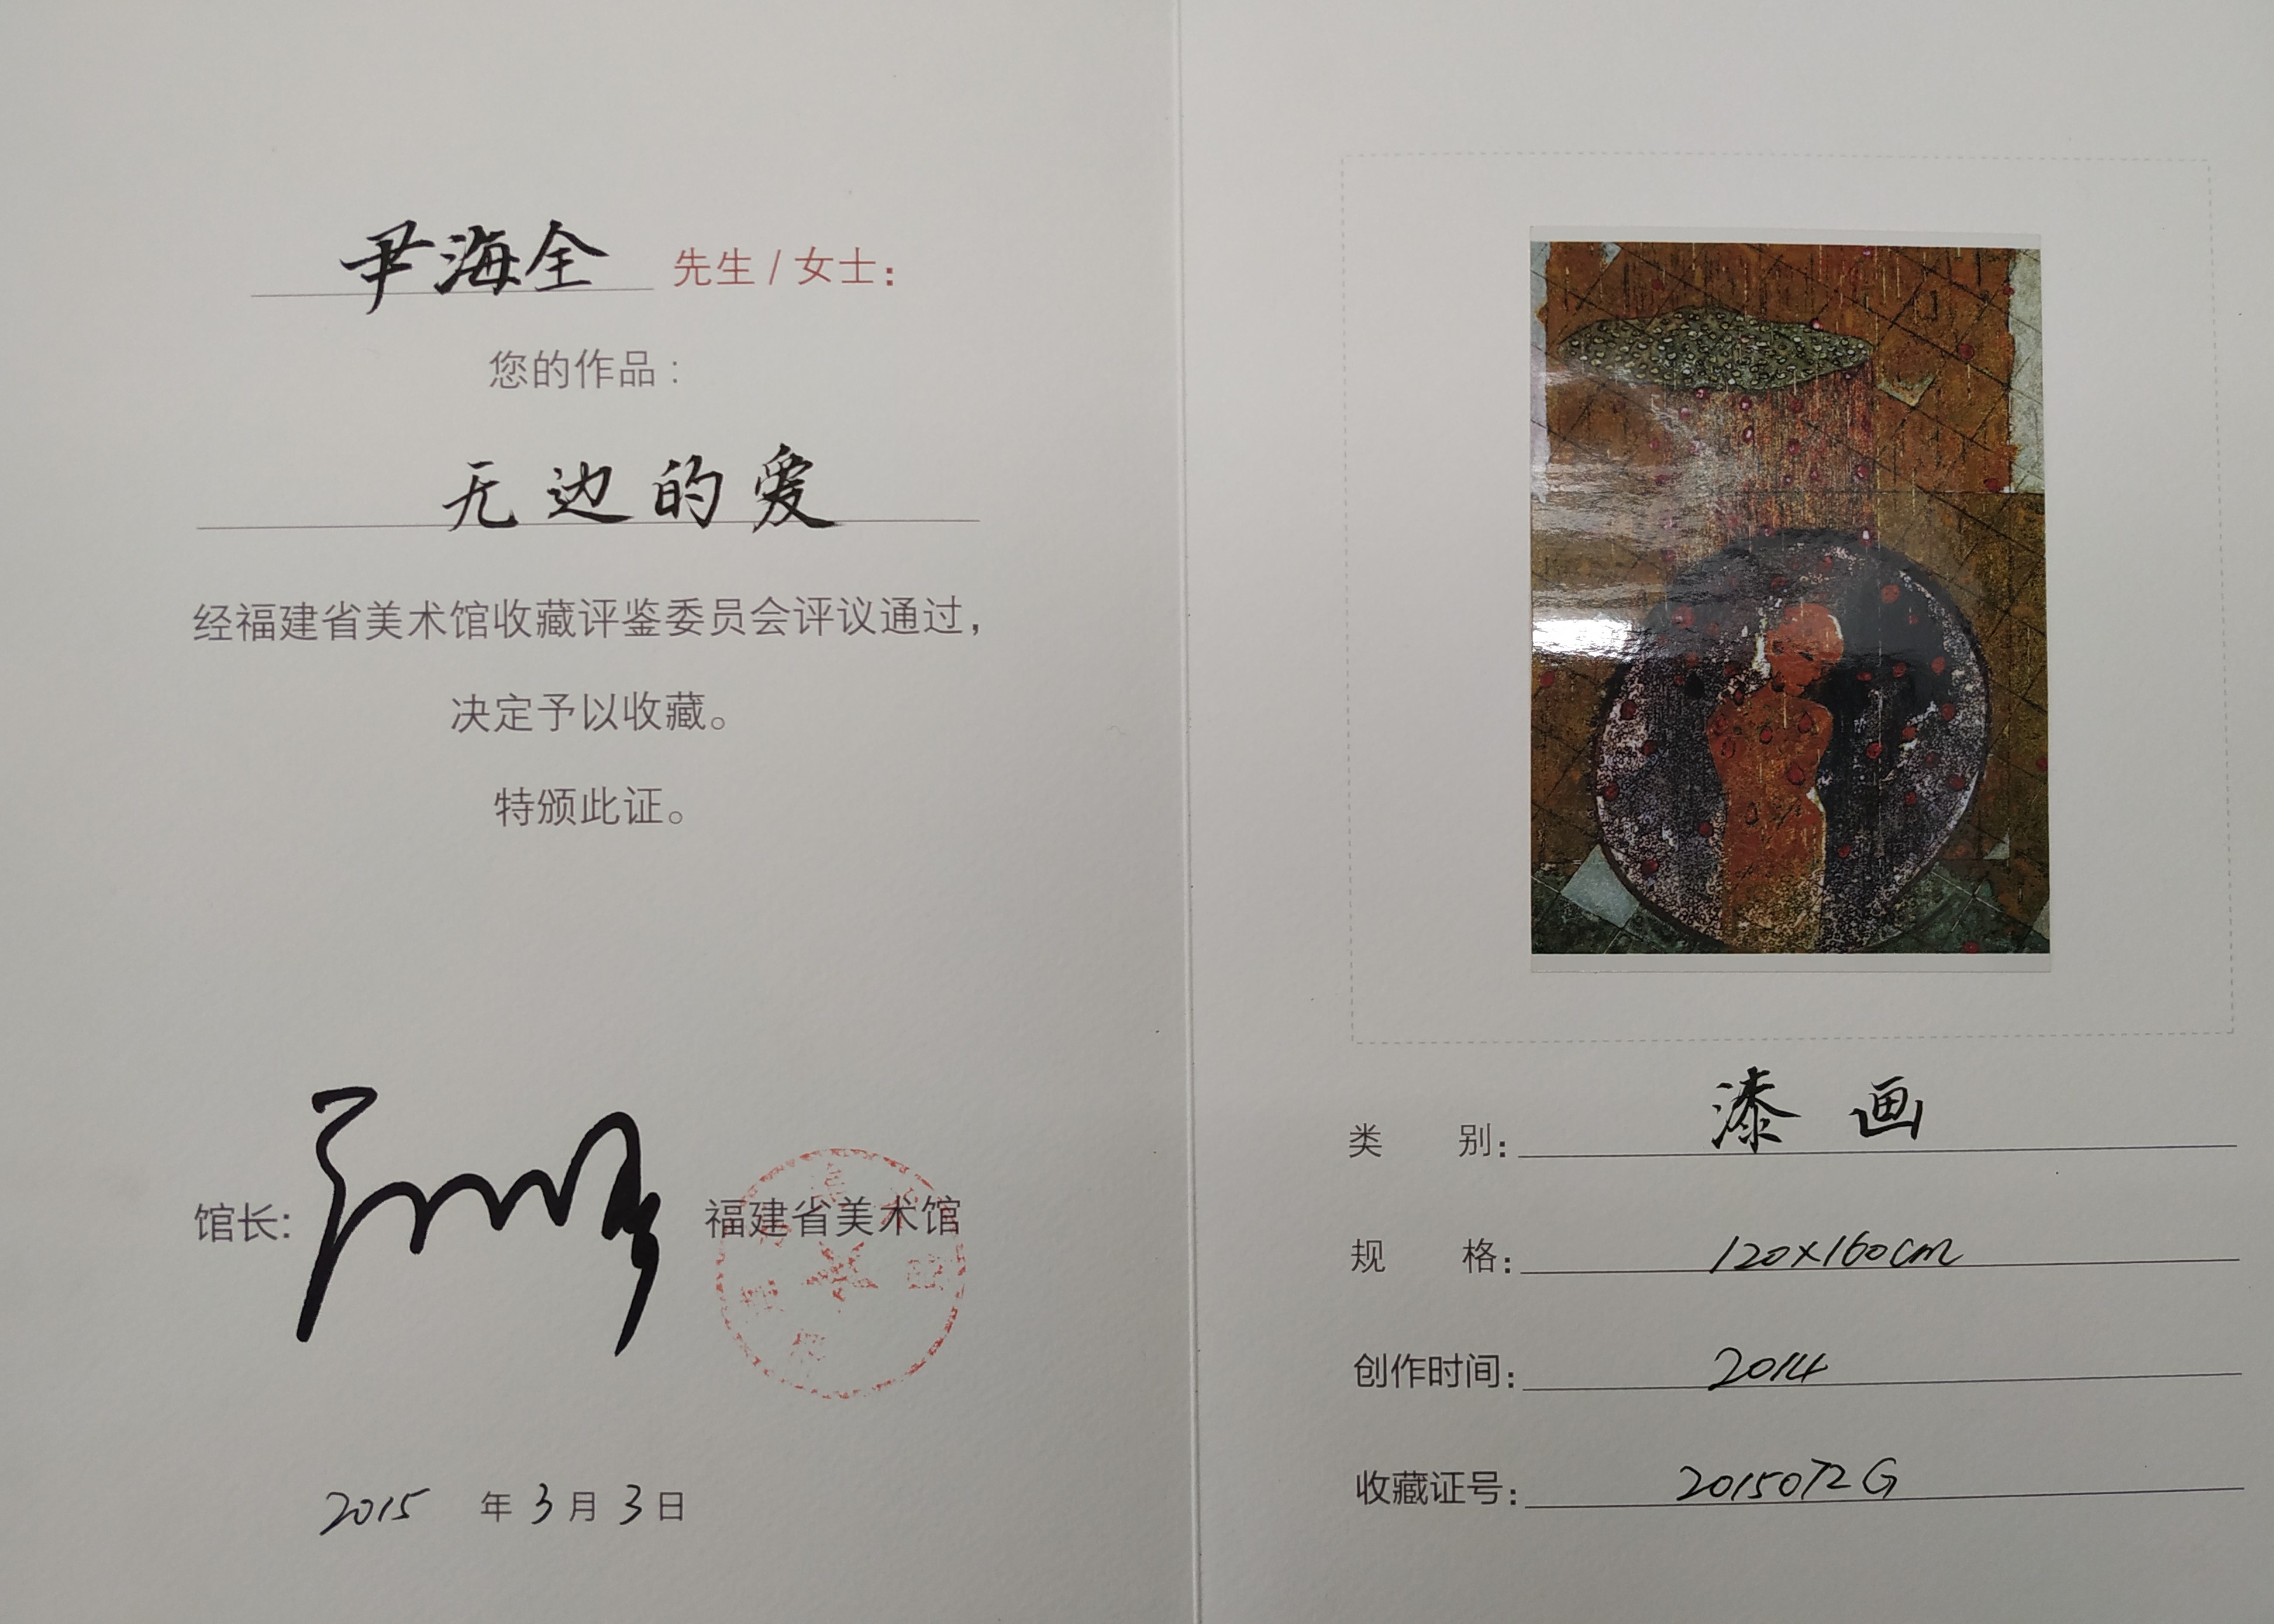 尹海全 先生 / 女士:
您的作品:
无边的爱
经福建省美术馆收藏评鉴委员会评议通过,
决定予以收藏。
特颁此证。
馆长:
福建省美术馆
2015 年 3 月 3 日
类 别: 漆 画
规 格: 120×160cm
创作时间: 2014
收藏证号: 2015072G